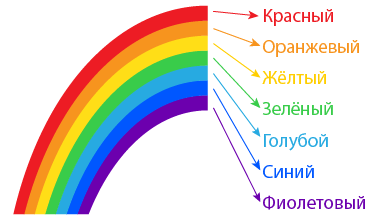 Красный
Оранжевый
Жёлтый
Зелёный
Голубой
Синий
Фиолетовый